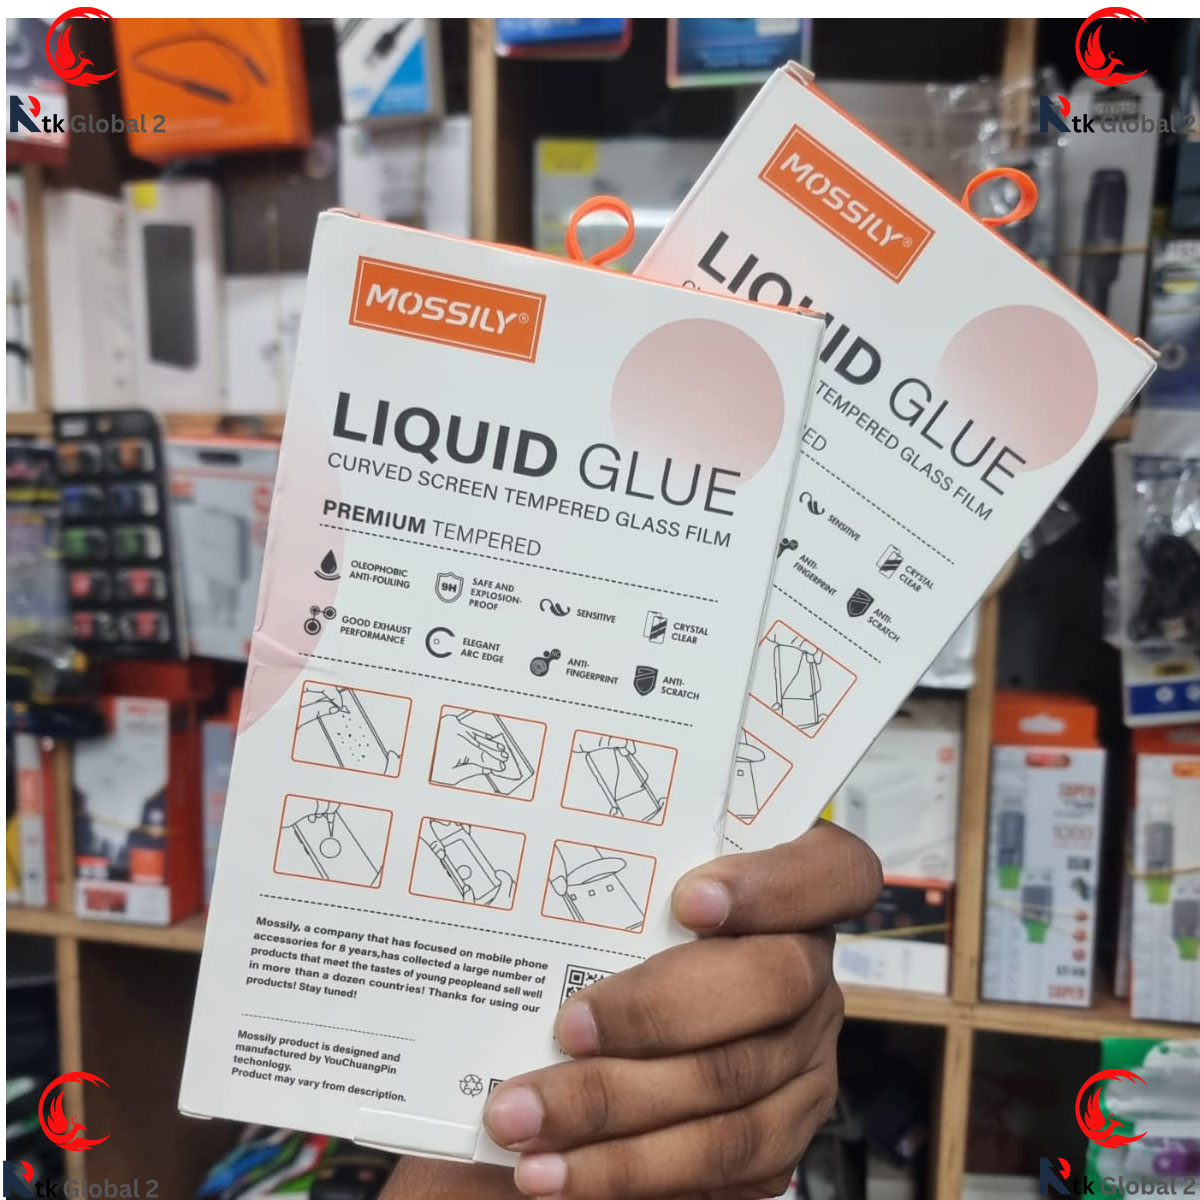 Rtk Global 2
Rtk Global 2
MOSSILY®
LIQUID GLUE
CURVED SCREEN TEMPERED GLASS FILM
PREMIUM TEMPERED
OLEOPHOBIC
ANTI-FOULING
9H
SAFE AND
EXPLOSION-
PROOF
SENSITIVE
CRYSTAL
CLEAR
GOOD EXHAUST
PERFORMANCE
ELEGANT
ARC EDGE
ANTI-
FINGERPRINT
ANTI-
SCRATCH
Mossily, a company that has focused on mobile phone
accessories for 8 years,has collected a large number of
products that meet the tastes of young peopleand sell well
in more than a dozen countries! Thanks for using our
products! Stay tuned!
Mossily product is designed and
manufactured by YouChuangPin
techonlogy.
Product may vary from description.
MOSSILY®
LIQUID GLUE
TEMPERED GLASS FILM
ED
SENSITIVE
CRYSTAL
CLEAR
ANTI-
FINGERPRINT
ANTI-
SCRATCH
Rtk Global 2
Rtk Global 2